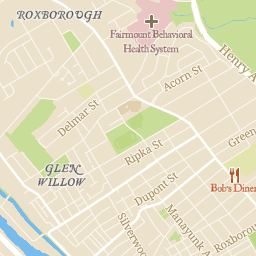 ROXBOROUGH
Fairmount Behavioral
Health System
Henry A
Acorn St
Delmar St
Green
Ripka St
GLEN
WILLOW
Bob's Diner
Dupont St
Silverwoo
Manayunk A
Roxboro